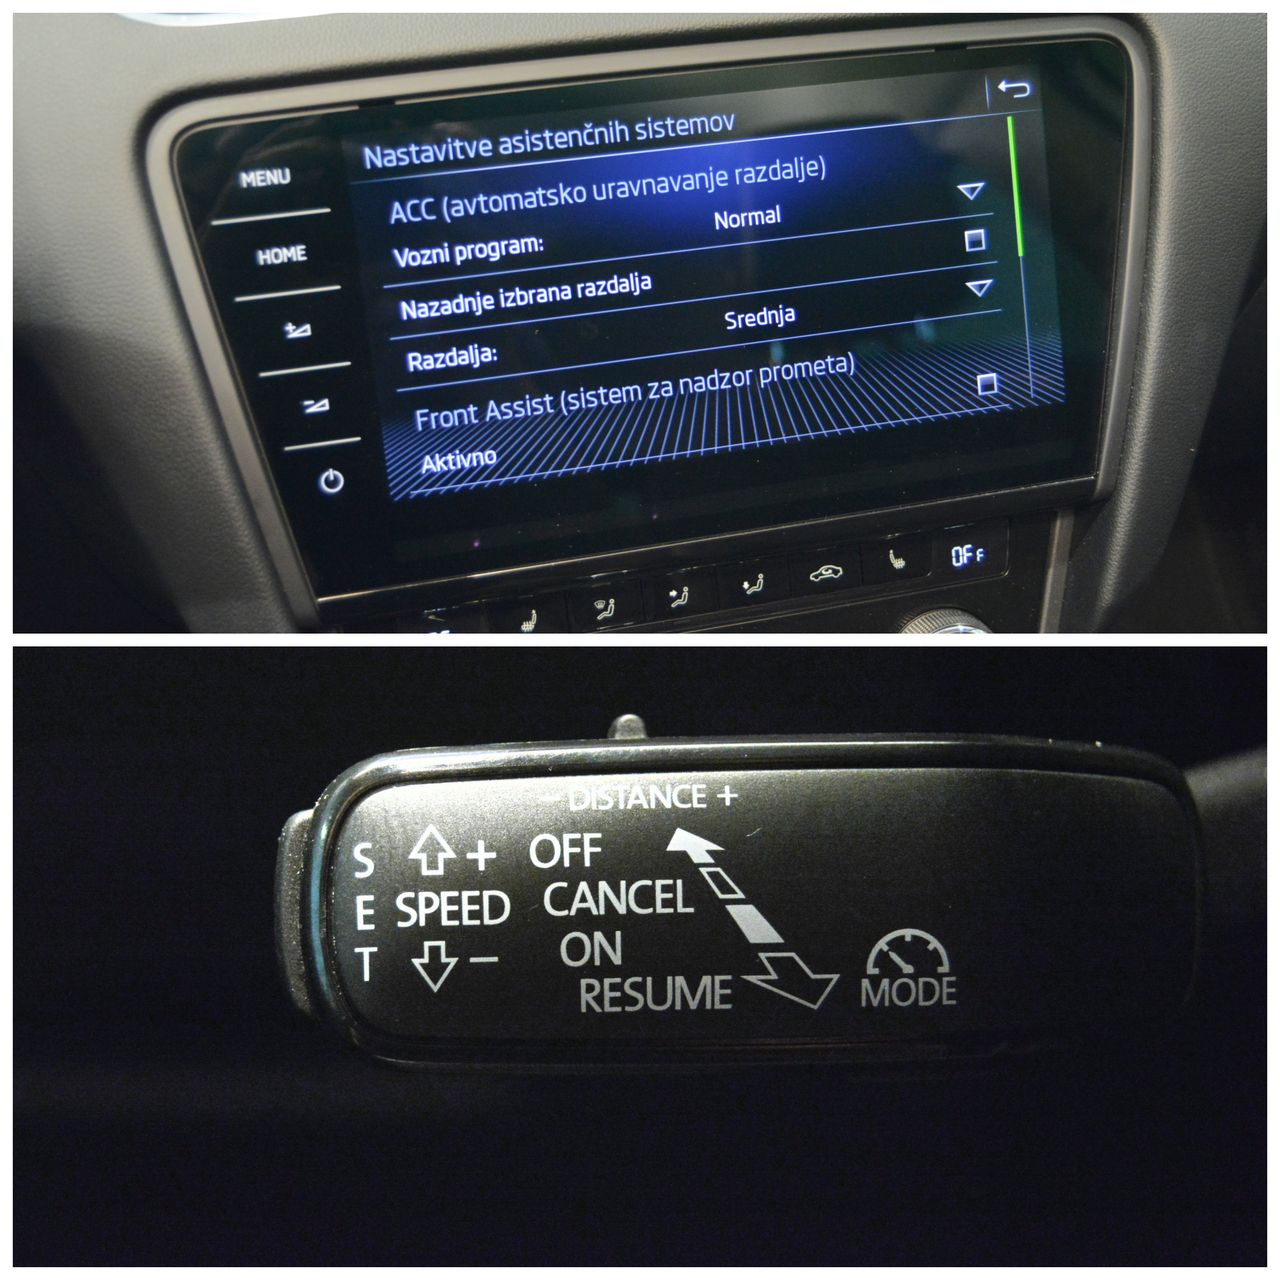 Nastavitve asistenčnih sistemov
MENU
ACC (avtomatsko uravnavanje razdalje)
Vozni program: Normal
HOME
Nazadnje izbrana razdalja
Razdalja: Srednja
Front Assist (sistem za nadzor prometa)
Aktivno
OFF
- DISTANCE +
SET
+ OFF
SPEED CANCEL
- ON
RESUME
MODE